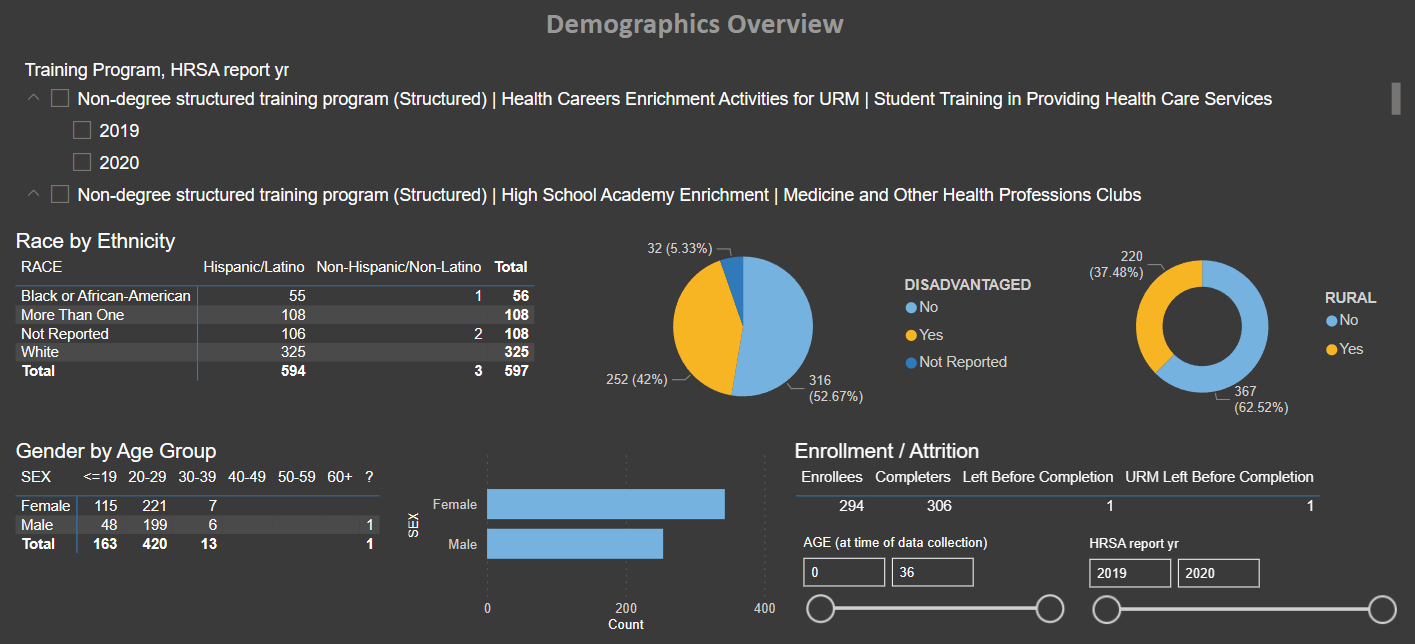 Demographics Overview
Training Program, HRSA report yr
Non-degree structured training program (Structured) | Health Careers Enrichment Activities for URM | Student Training in Providing Health Care Services
2019
2020
Non-degree structured training program (Structured) | High School Academy Enrichment | Medicine and Other Health Professions Clubs
Race by Ethnicity
RACE Hispanic/Latino Non-Hispanic/Non-Latino Total
Black or African-American 55 1 56
More Than One 108 108
Not Reported 106 2 108
White 325 325
Total 594 3 597
32 (5.33%)
252 (42%)
316
(52.67%)
DISADVANTAGED
No
Yes
Not Reported
220
(37.48%)
367
(62.52%)
RURAL
No
Yes
Gender by Age Group
SEX <=19 20-29 30-39 40-49 50-59 60+ ?
Female 115 221 7
Male 48 199 6 1
Total 163 420 13 1
SEX
Female
Male
0 200 400
Count
Enrollment / Attrition
Enrollees Completers Left Before Completion URM Left Before Completion
294 306 1 1
AGE (at time of data collection)
0 36
HRSA report yr
2019 2020